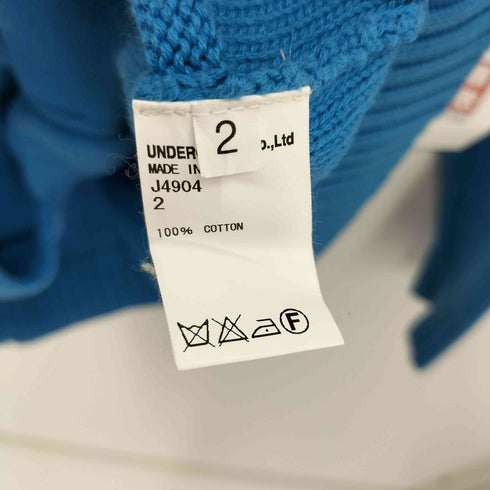 2
UNDER
o.,Ltd
MADE IN
J4904
2
100% COTTON
F